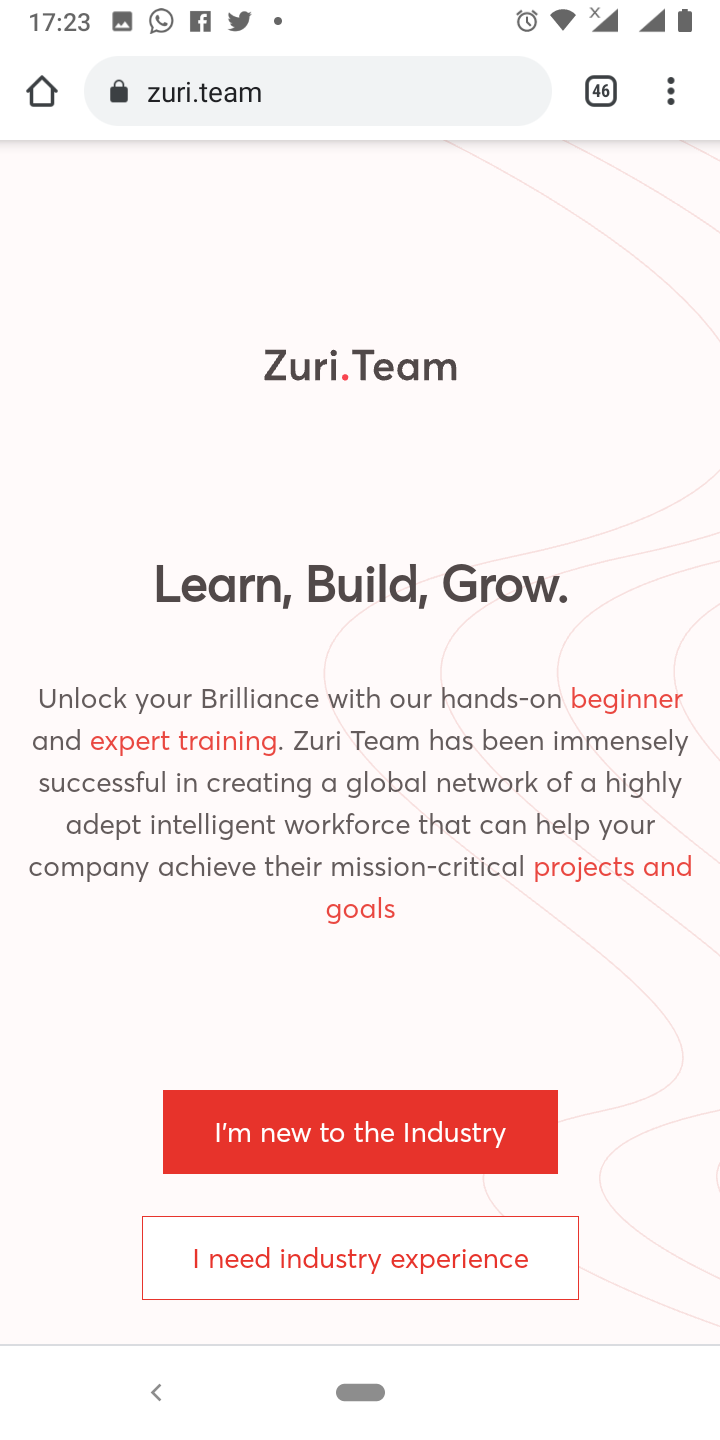 17:23
zuri.team
46
Zuri.Team
Learn, Build, Grow.
Unlock your Brilliance with our hands-on beginner
and expert training. Zuri Team has been immensely
successful in creating a global network of a highly
adept intelligent workforce that can help your
company achieve their mission-critical projects and
goals
I'm new to the Industry
I need industry experience